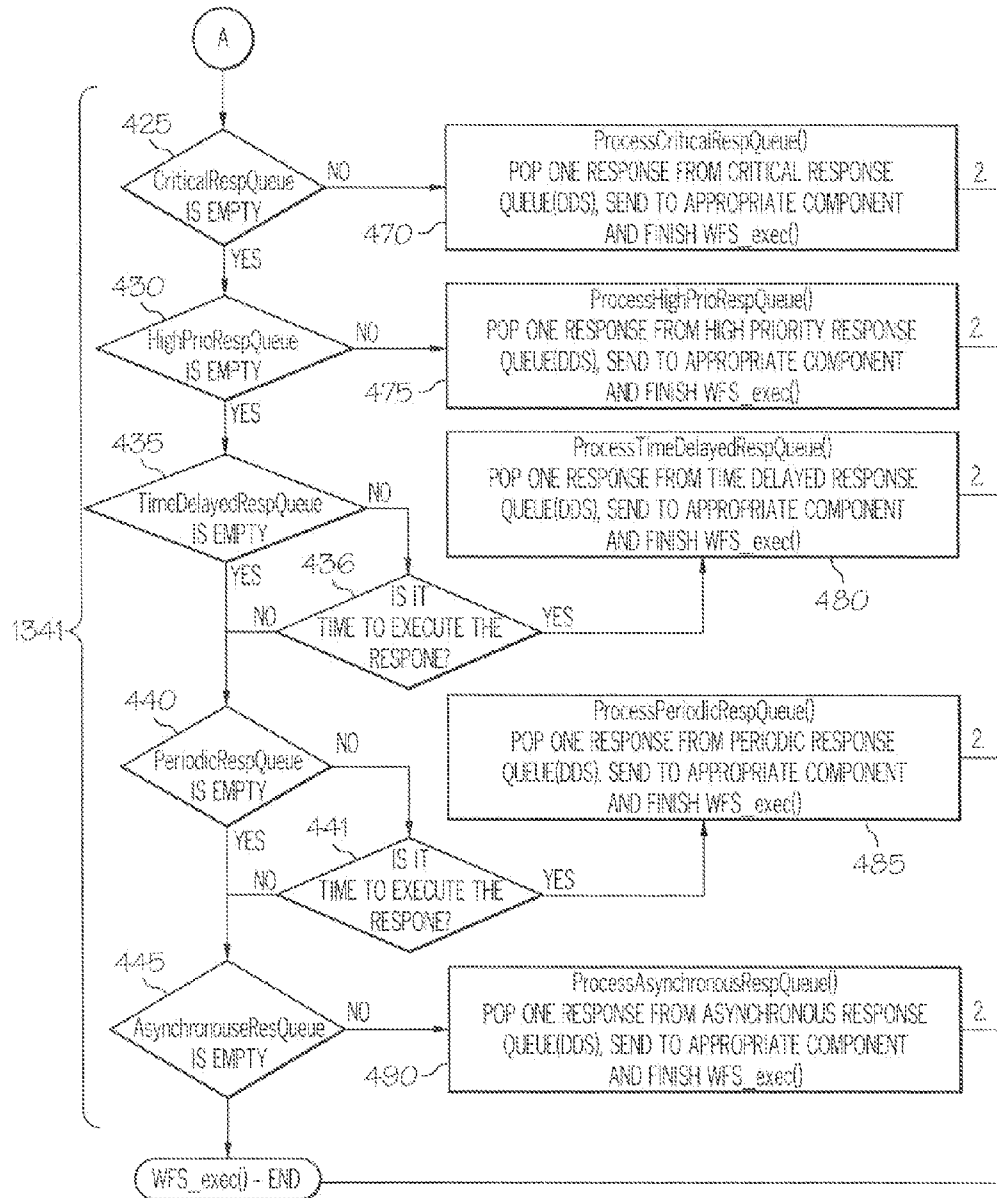 A
425
CriticalRespQueue
IS EMPTY
NO
YES
ProcessCriticalRespQueue()
POP ONE RESPONSE FROM CRITICAL RESPONSE
QUEUE(DDS), SEND TO APPROPRIATE COMPONENT
AND FINISH WFS_exec()
470
2
430
HighPrioRespQueue
IS EMPTY
NO
YES
ProcessHighPrioRespQueue()
POP ONE RESPONSE FROM HIGH PRIORITY RESPONSE
QUEUE(DDS), SEND TO APPROPRIATE COMPONENT
AND FINISH WFS_exec()
475
2
435
TimeDelayedRespQueue
IS EMPTY
NO
YES
ProcessTimeDelayedRespQueue()
POP ONE RESPONSE FROM TIME DELAYED RESPONSE
QUEUE(DDS), SEND TO APPROPRIATE COMPONENT
AND FINISH WFS_exec()
480
2
436
IS IT
TIME TO EXECUTE THE
RESPONE?
NO
YES
1341
440
PeriodicRespQueue
IS EMPTY
NO
YES
ProcessPeriodicRespQueue()
POP ONE RESPONSE FROM PERIODIC RESPONSE
QUEUE(DDS), SEND TO APPROPRIATE COMPONENT
AND FINISH WFS_exec()
485
2
441
IS IT
TIME TO EXECUTE THE
RESPONE?
NO
YES
445
AsynchronouseResQueue
IS EMPTY
NO
ProcessAsynchronousRespQueue()
POP ONE RESPONSE FROM ASYNCHRONOUS RESPONSE
QUEUE(DDS), SEND TO APPROPRIATE COMPONENT
AND FINISH WFS_exec()
490
2
WFS_exec() - END